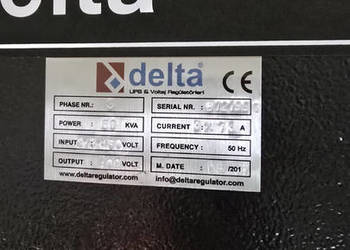 delta
delta
UPS & Voltaj Regülatörleri
CE
PHASE NR.:
SERIAL NR.:
POWER : KVA
CURRENT : A
INPUT : VOLT
FREQUENCY : 50 Hz
OUTPUT : VOLT
M. DATE : /201
www.deltaregulator.com
info@deltaregulator.com